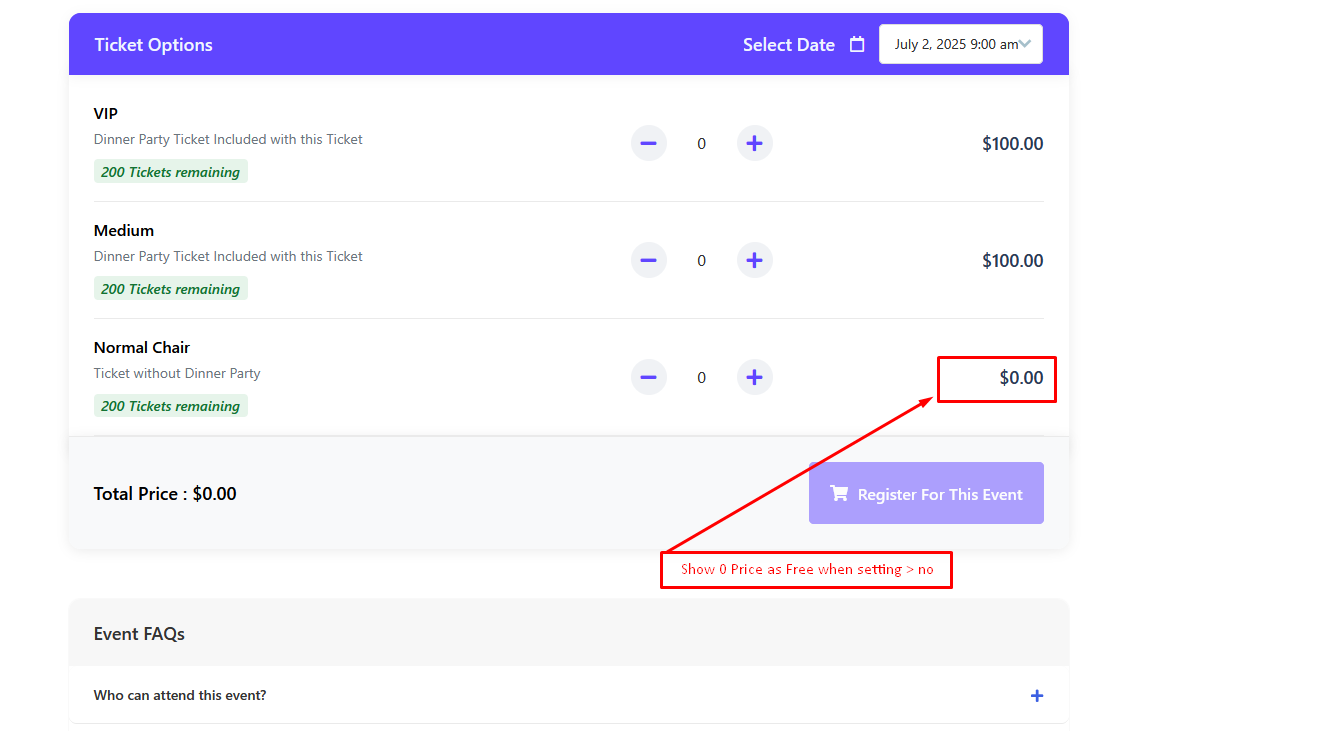 Ticket Options
Select Date
July 2, 2025 9:00 am
VIP
Dinner Party Ticket Included with this Ticket
200 Tickets remaining
0
$100.00
Medium
Dinner Party Ticket Included with this Ticket
200 Tickets remaining
0
$100.00
Normal Chair
Ticket without Dinner Party
200 Tickets remaining
0
$0.00
Total Price : $0.00
Register For This Event
Show 0 Price as Free when setting > no
Event FAQs
Who can attend this event?